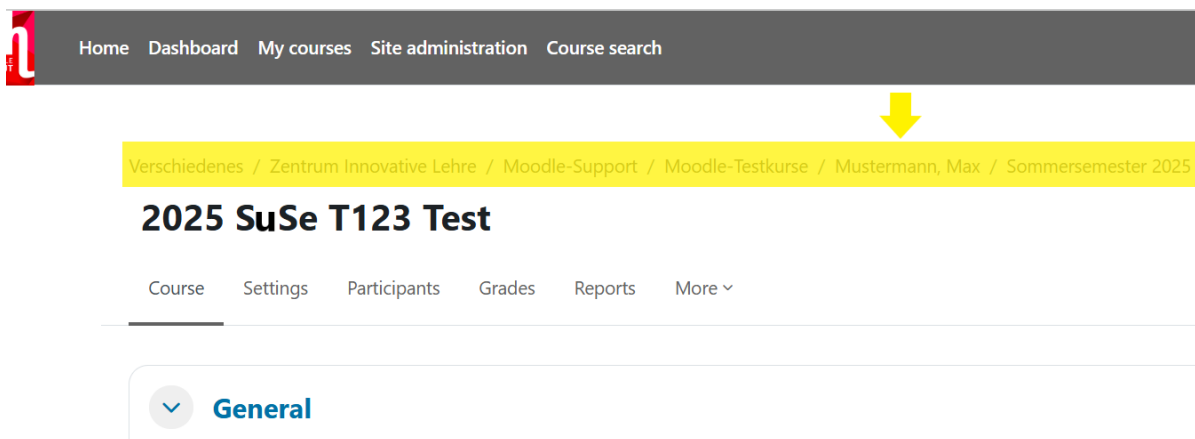 Home Dashboard My courses Site administration Course search
Verschiedenes / Zentrum Innovative Lehre / Moodle-Support / Moodle-Testkurse / Mustermann, Max / Sommersemester 2025
2025 SuSe T123 Test
Course Settings Participants Grades Reports More
General